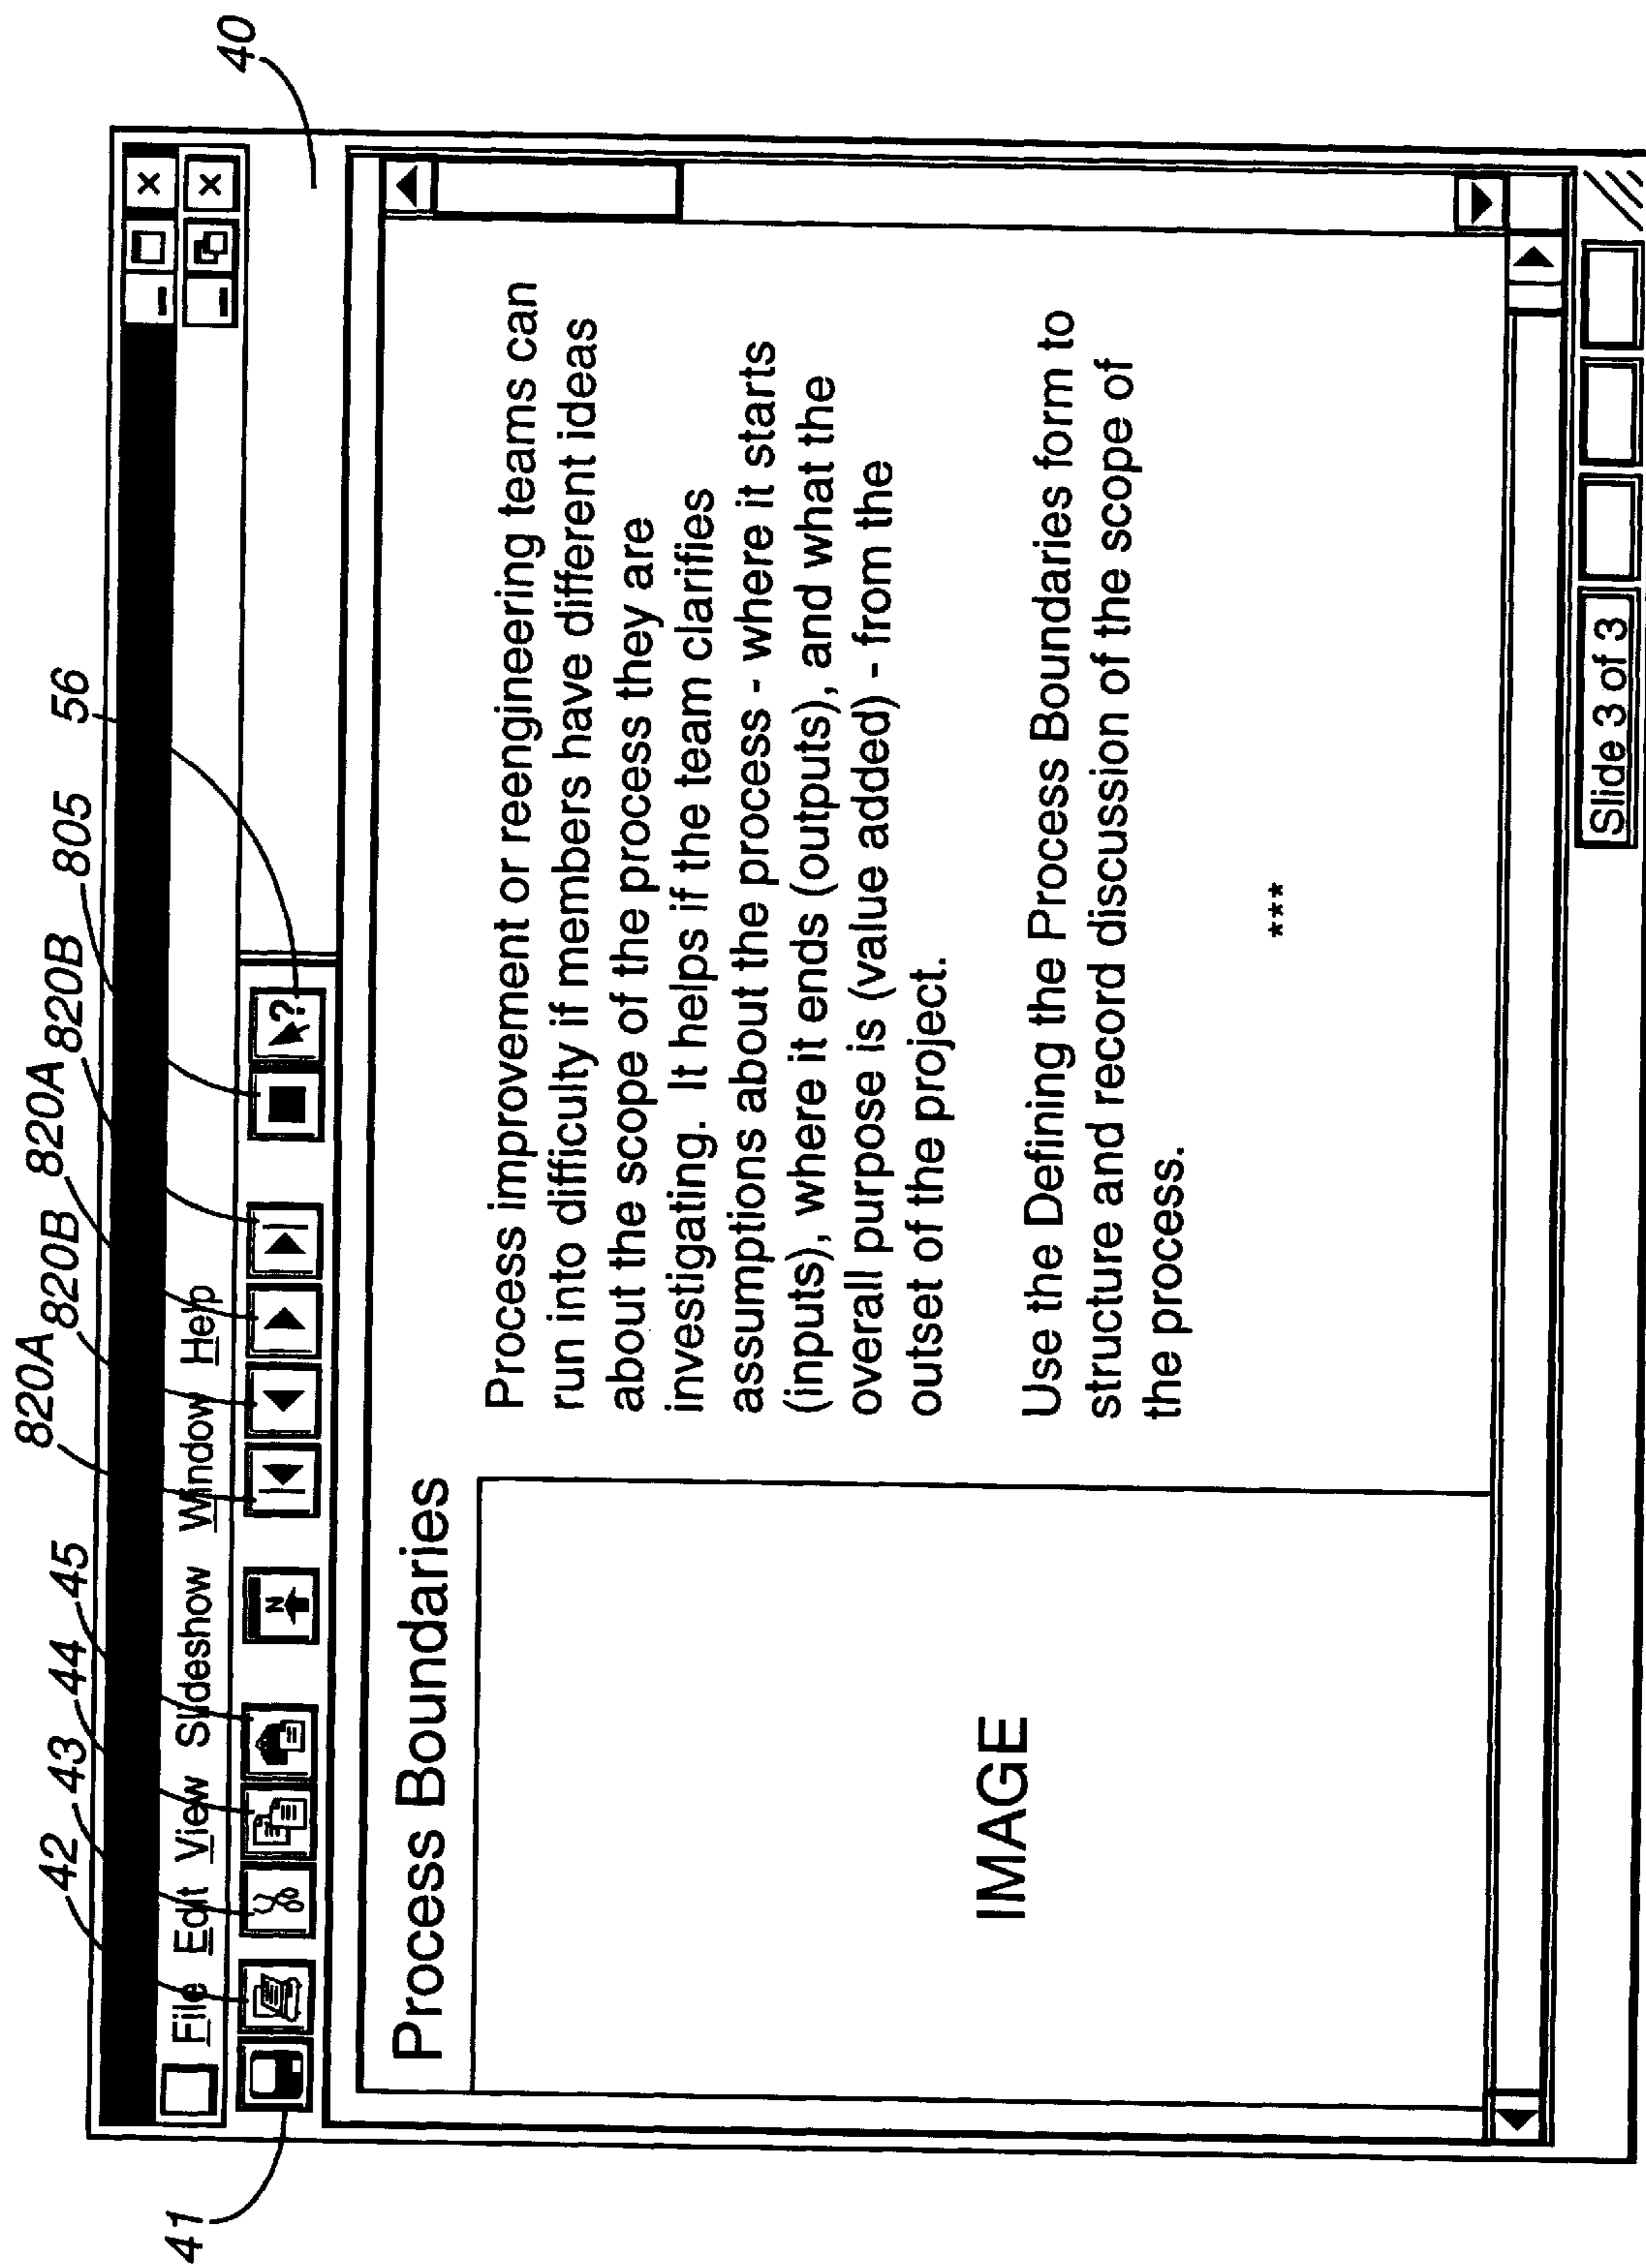 42 43 44 45 820A 820B 820A 820B 805 56
41
40
File Edit View Slideshow Window Help
N
?
Process Boundaries
IMAGE
Process improvement or reengineering teams can
run into difficulty if members have different ideas
about the scope of the process they are
investigating. It helps if the team clarifies
assumptions about the process - where it starts
(inputs), where it ends (outputs), and what the
overall purpose is (value added) - from the
outset of the project.
Use the Defining the Process Boundaries form to
structure and record discussion of the scope of
the process.
***
Slide 3 of 3